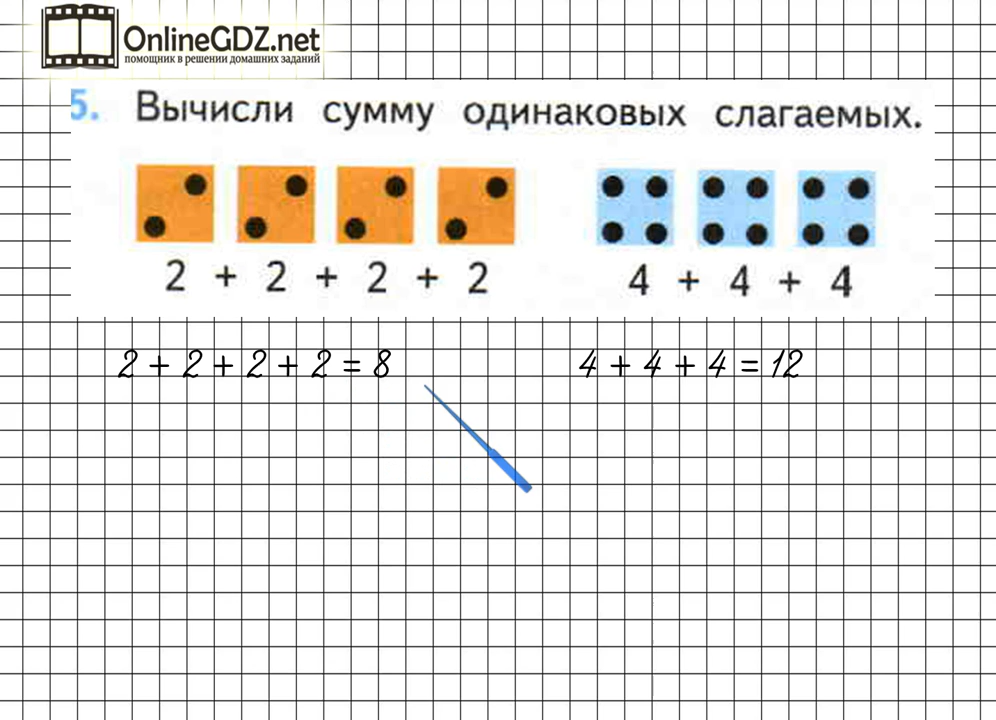 OnlineGDZ.net
помощник в решении домашних заданий
5. Вычисли сумму одинаковых слагаемых.
2 + 2 + 2 + 2 4 + 4 + 4
2 + 2 + 2 + 2 = 8 4 + 4 + 4 = 12